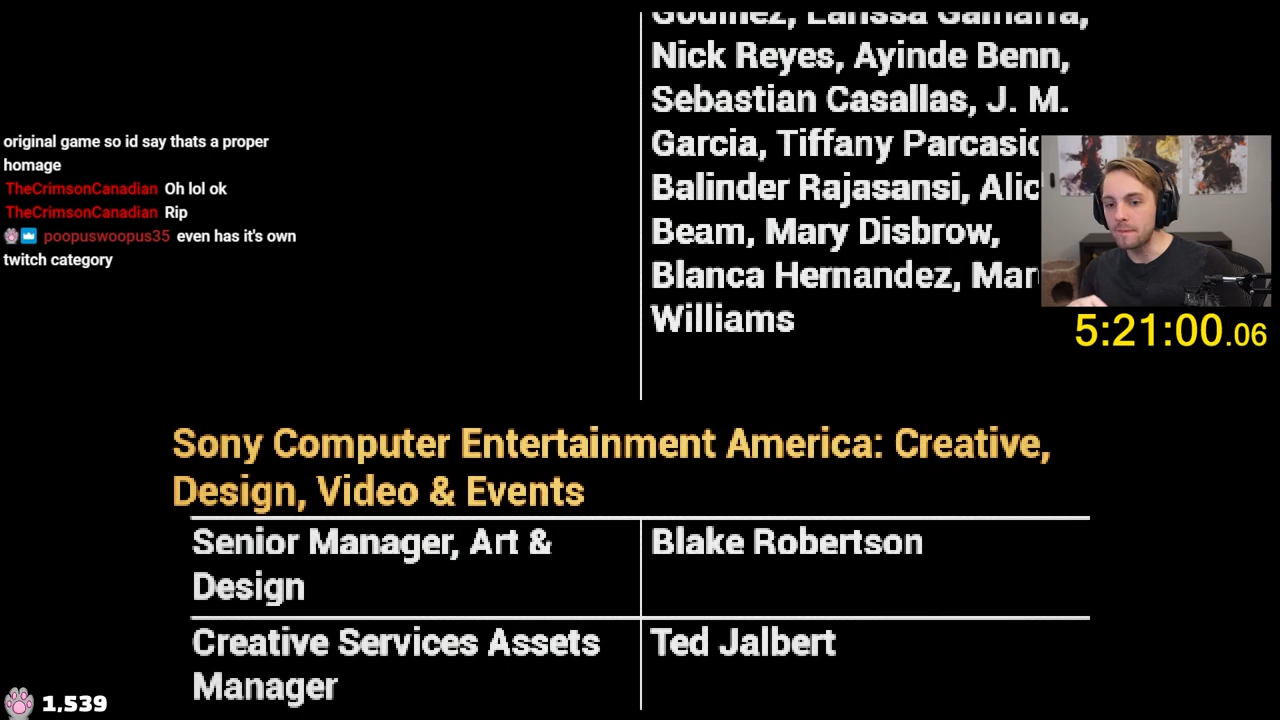 original game so id say thats a proper
homage
TheCrimsonCanadian Oh lol ok
TheCrimsonCanadian Rip
poopuswoopus35 even has it's own
twitch category
Larissa Gamarra,
Nick Reyes, Ayinde Benn,
Sebastian Casallas, J. M.
Garcia, Tiffany Parcasic
Balinder Rajasansi, Alic
Beam, Mary Disbrow,
Blanca Hernandez, Mar
Williams
5:21:00.06
Sony Computer Entertainment America: Creative,
Design, Video & Events
Senior Manager, Art &
Design
Blake Robertson
Creative Services Assets
Manager
Ted Jalbert
1,539